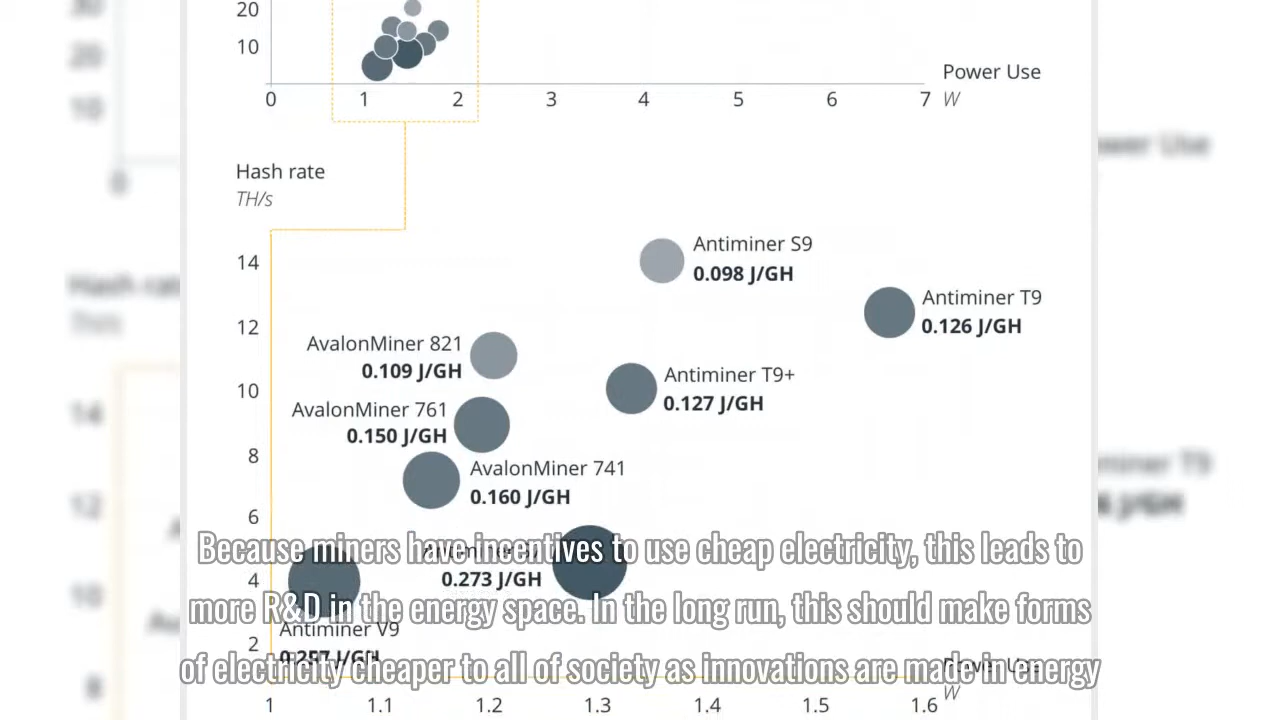 20
10
Power Use
0 1 2 3 4 5 6 7 W
Hash rate
TH/s
14
Antiminer S9
0.098 J/GH
Antiminer T9
0.126 J/GH
12
AvalonMiner 821
0.109 J/GH
Antiminer T9+
0.127 J/GH
10
AvalonMiner 761
0.150 J/GH
8
AvalonMiner 741
0.160 J/GH
6
Because miners have incentives to use cheap electricity, this leads to
4
0.273 J/GH
more R&D in the energy space. In the long run, this should make forms
Antiminer V9
2
of electricity cheaper to all of society as innovations are made in energy
Power Use
W
1 1.1 1.2 1.3 1.4 1.5 1.6